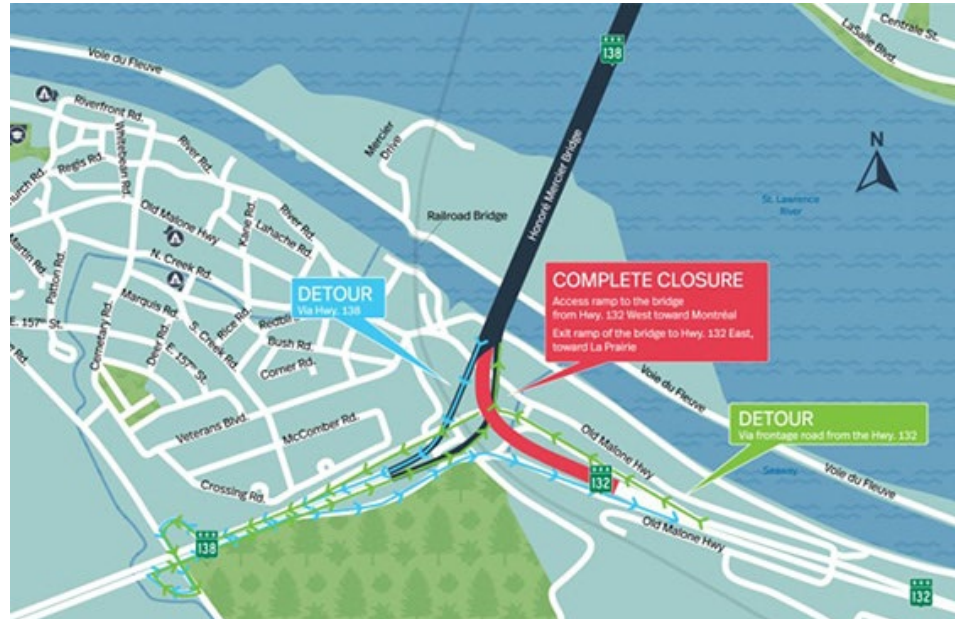 138
Centrale St.
LaSalle Blvd.
Voie du Fleuve
Riverfront Rd.
Whitebean Rd.
River Rd.
Mercier
Drive
N
Church Rd.
Regis Rd.
Honoré Mercier Bridge
St. Lawrence
River
Old Malone Hwy
Kane Rd.
River Rd.
Lahache Rd.
Railroad Bridge
Martin Rd.
Patton Rd.
N. Creek Rd.
COMPLETE CLOSURE
Access ramp to the bridge
from Hwy. 132 West toward Montréal
Exit ramp of the bridge to Hwy. 132 East,
toward La Prairie
DETOUR
Via Hwy. 138
Marquis Rd.
S. Creek Rd.
Rice Rd.
Bush Rd.
Corner Rd.
E. 157th St.
Cemetary Rd.
Deer Rd.
E. 157th St.
Voie du Fleuve
DETOUR
Via frontage road from the Hwy. 132
Veterans Blvd.
McComber Rd.
Old Malone Hwy
Seaway
Voie du Fleuve
Crossing Rd.
132
Old Malone Hwy
138
132